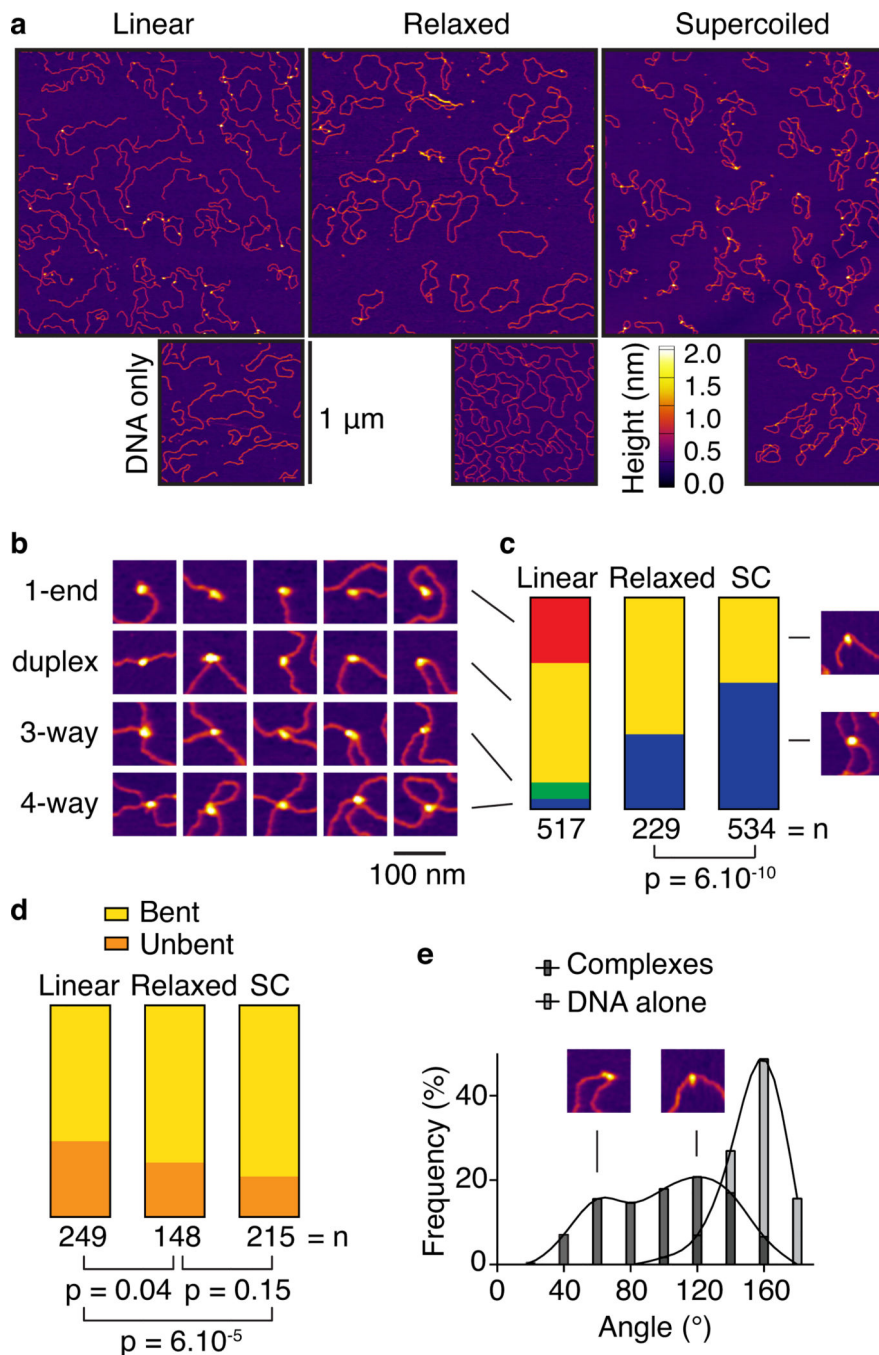 a
Linear Relaxed Supercoiled
DNA only
1 μm
Height (nm)
2.0
1.5
1.0
0.5
0.0
b
1-end
duplex
3-way
4-way
100 nm
c
Linear Relaxed SC
517 229 534 = n
p = 6.10-10
d
Bent
Unbent
Linear Relaxed SC
249 148 215 = n
p = 0.04 p = 0.15
p = 6.10-5
e
Complexes
DNA alone
Frequency (%)
40
20
0
0 40 80 120 160
Angle (°)